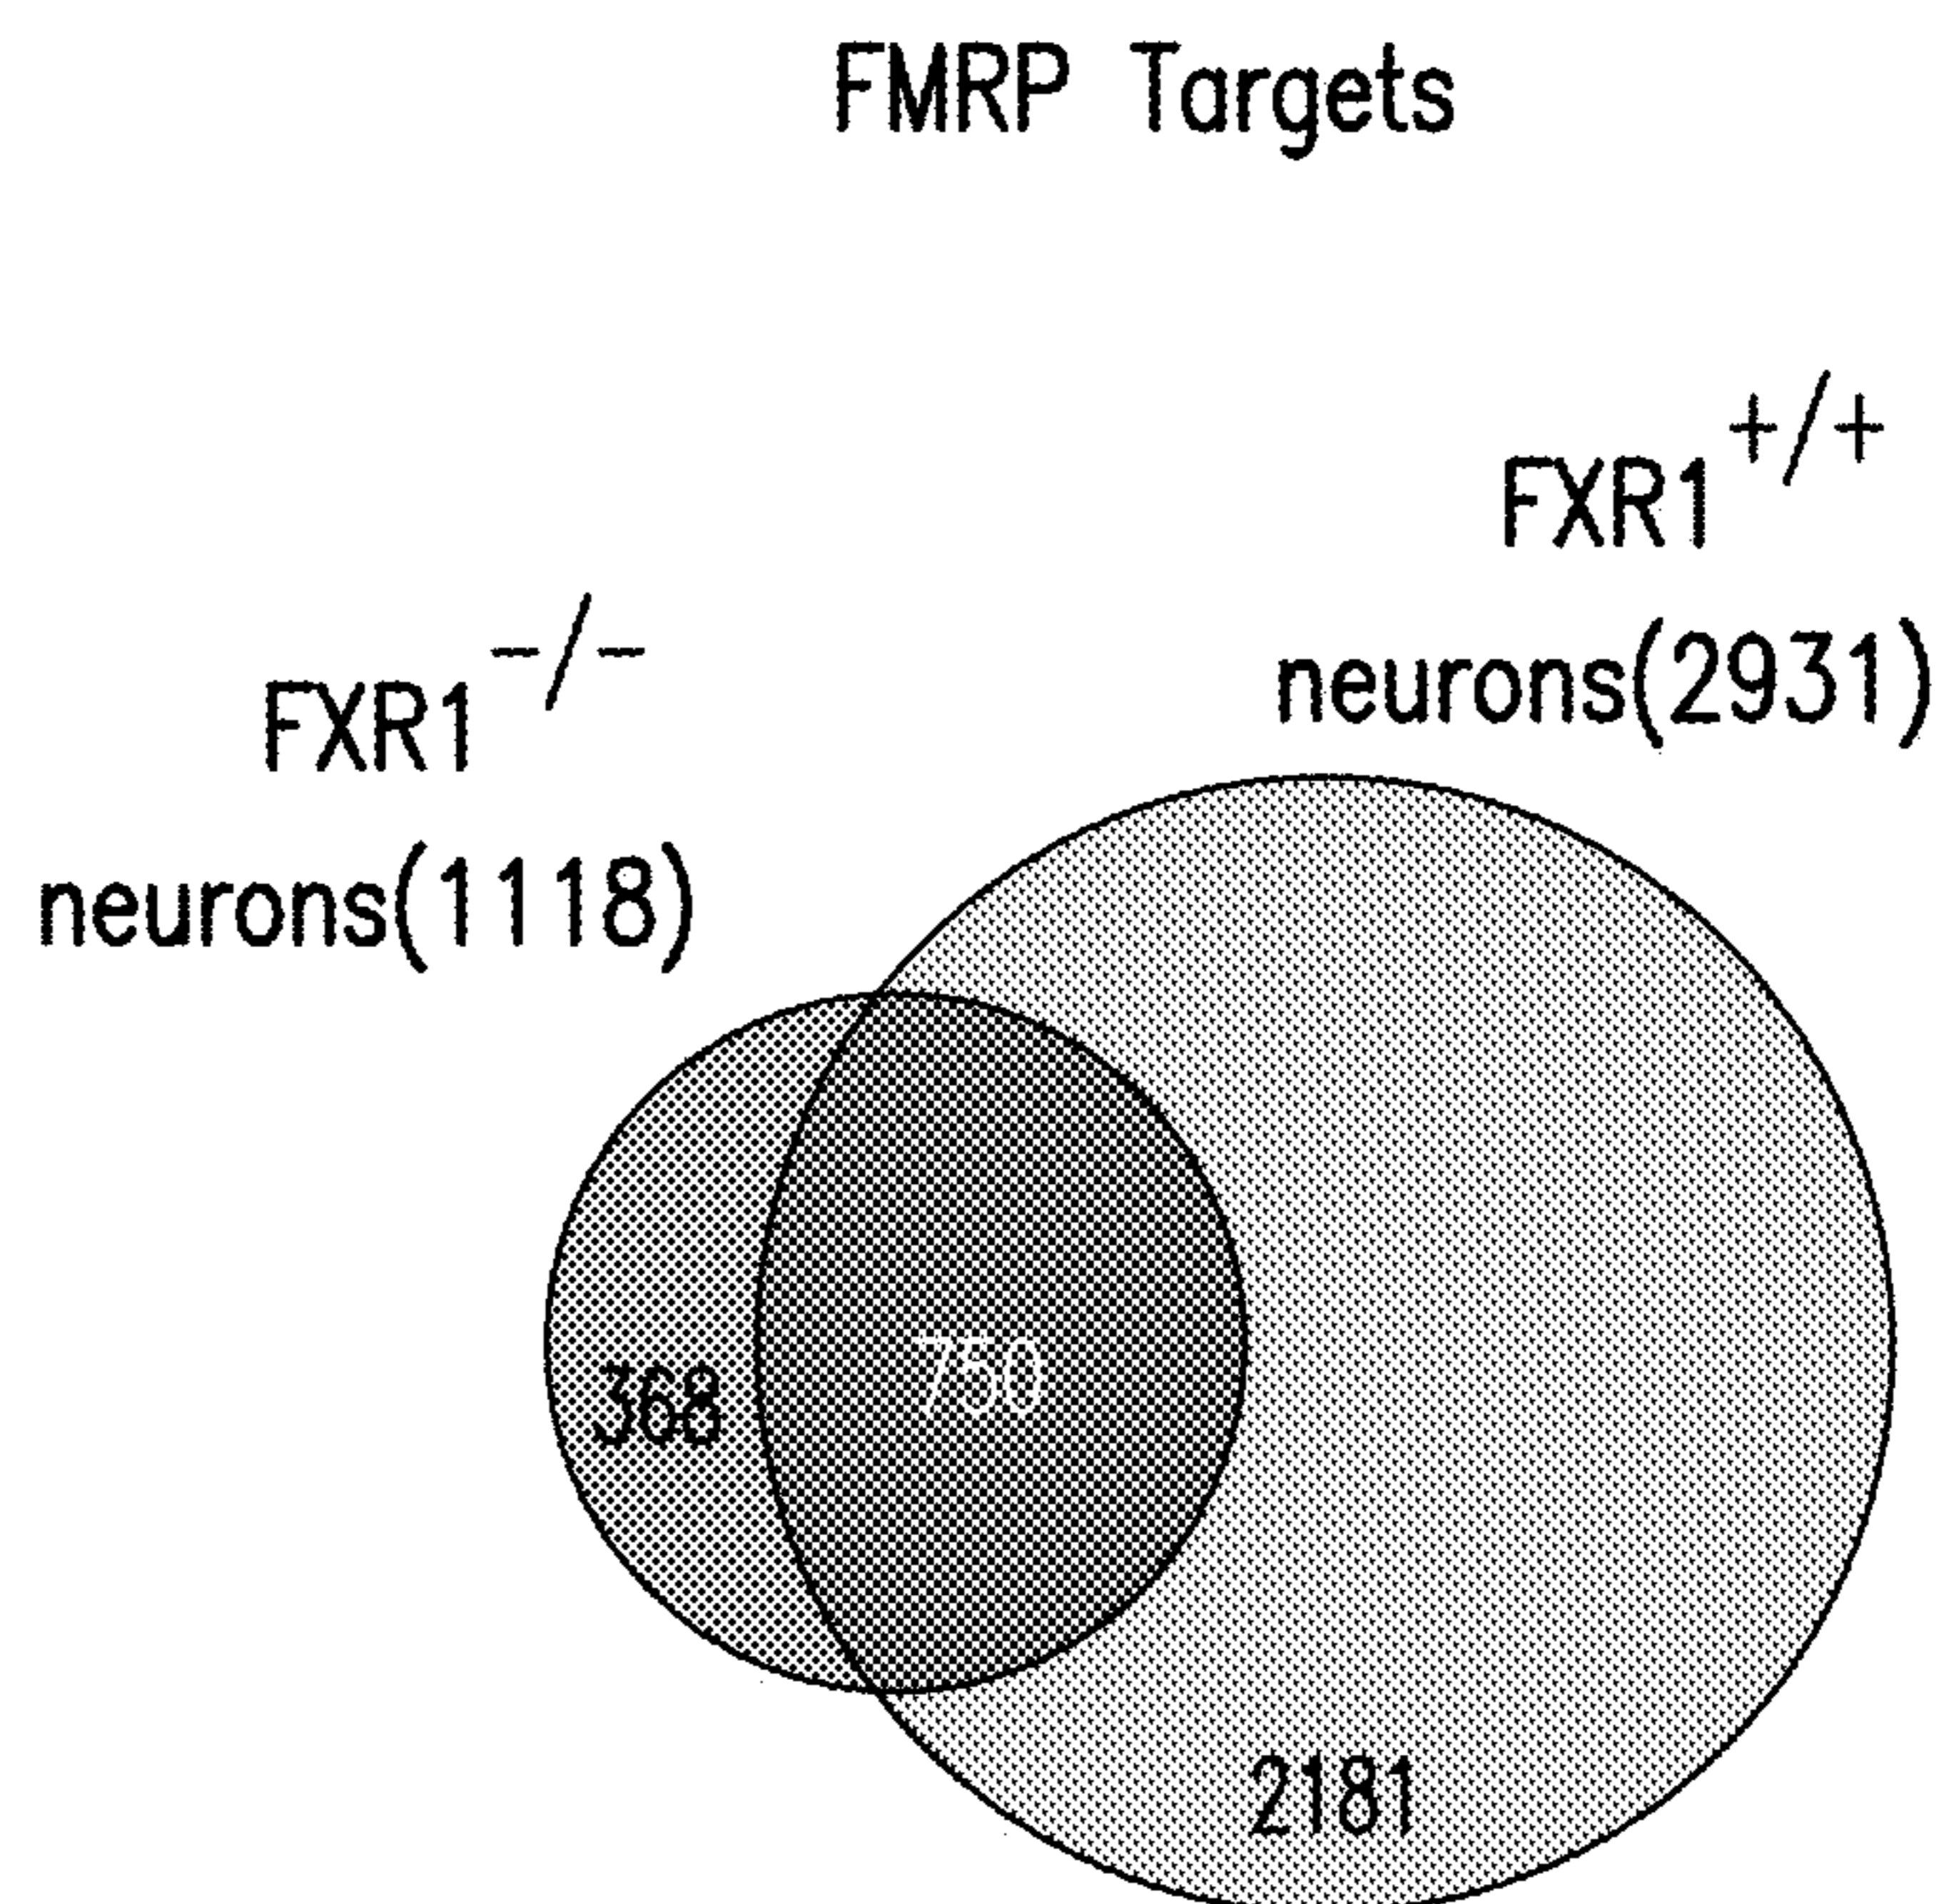 FMRP Targets
FXR1+/+
neurons(2931)
FXR1-/-
neurons(1118)
750
368
2181